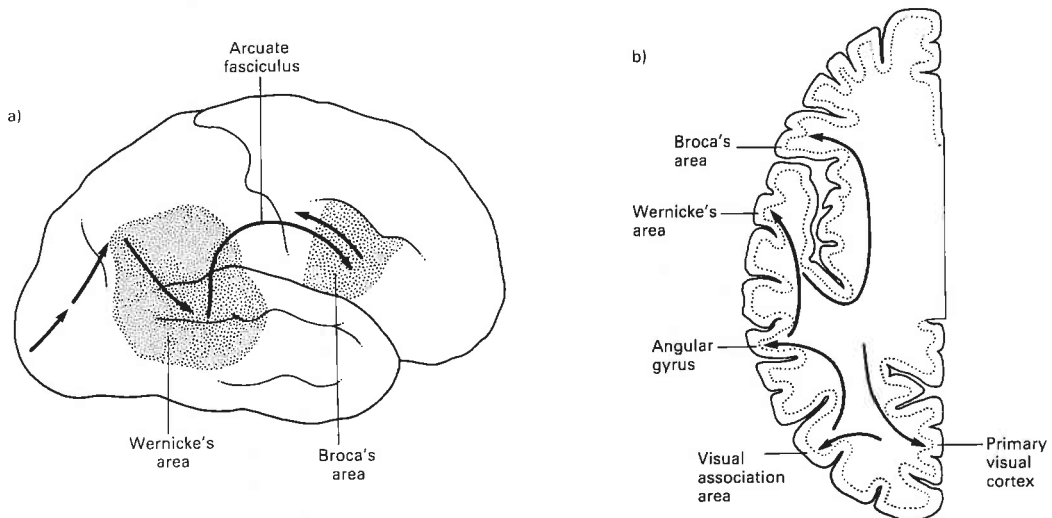 a)
Arcuate
fasciculus
Wernicke's
area
Broca's
area
b)
Broca's
area
Wernicke's
area
Angular
gyrus
Visual
association
area
Primary
visual
cortex